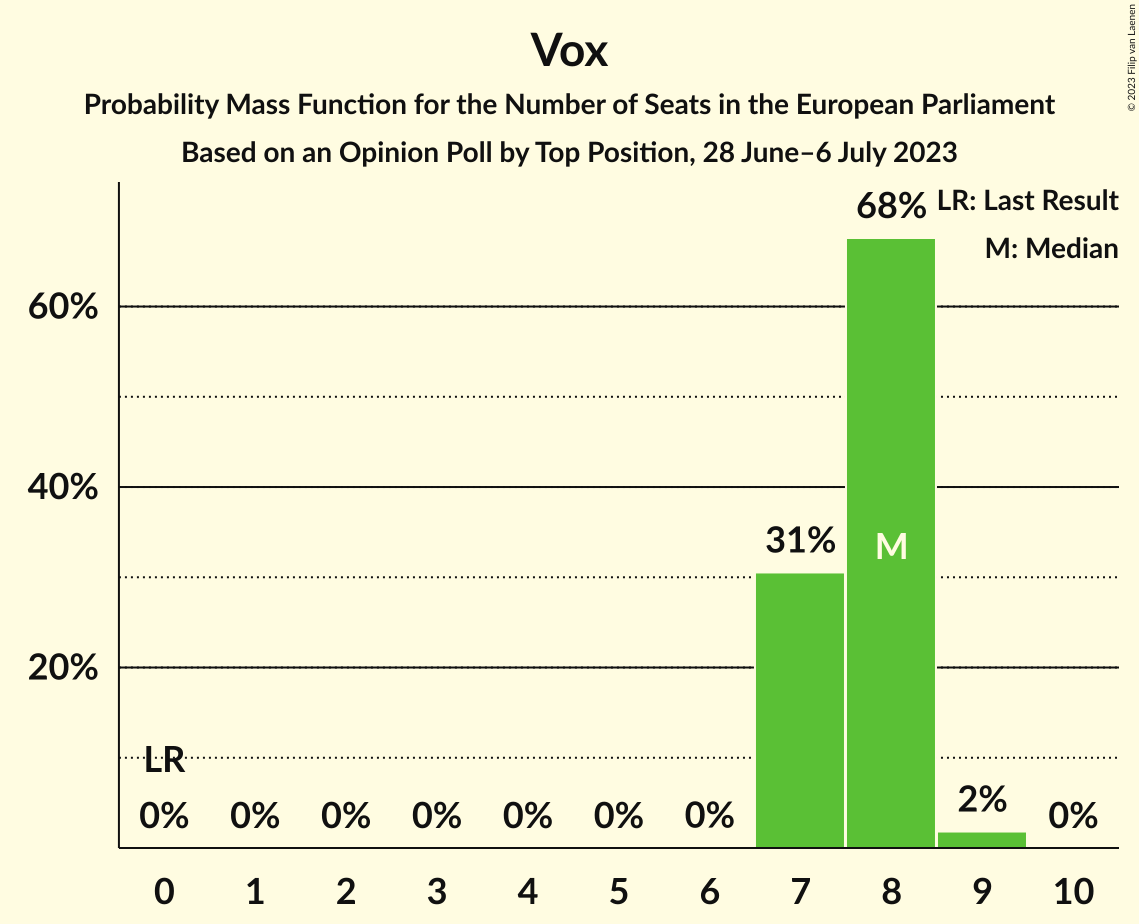 Vox
Probability Mass Function for the Number of Seats in the European Parliament
Based on an Opinion Poll by Top Position, 28 June–6 July 2023
© 2023 Filip van Laenen
LR: Last Result
M: Median
60%
40%
20%
LR
0% 0% 0% 0% 0% 0% 0% 31% 68% 2% 0%
M
0 1 2 3 4 5 6 7 8 9 10